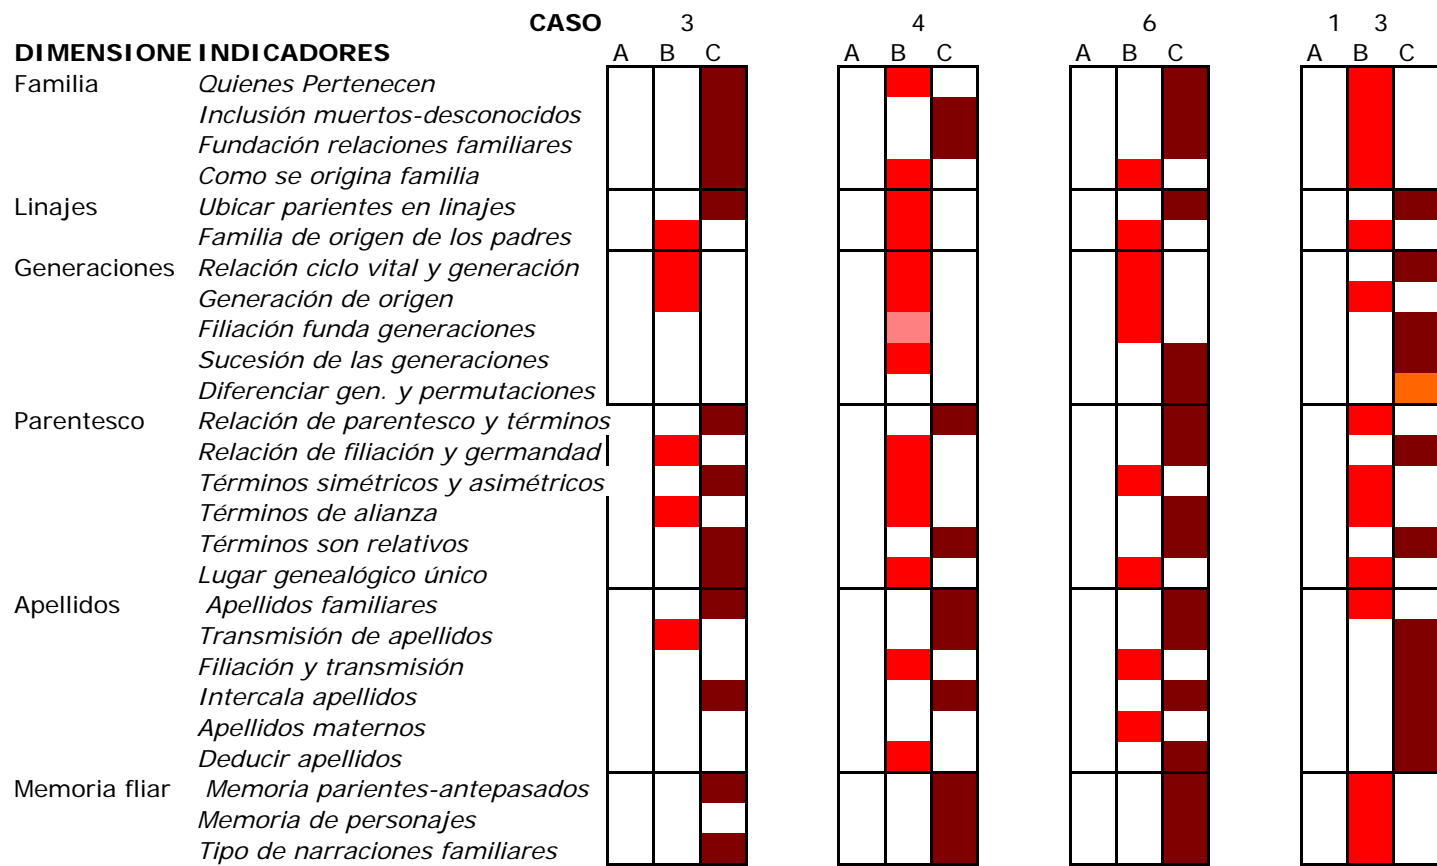 CASO 3 4 6 1 3
DIMENSIONE INDICADORES A B C A B C A B C A B C
Familia Quienes Pertenecen
Inclusión muertos-desconocidos
Fundación relaciones familiares
Como se origina familia
Linajes Ubicar parientes en linajes
Familia de origen de los padres
Generaciones Relación ciclo vital y generación
Generación de origen
Filiación funda generaciones
Sucesión de las generaciones
Diferenciar gen. y permutaciones
Parentesco Relación de parentesco y términos
Relación de filiación y germandad
Términos simétricos y asimétricos
Términos de alianza
Términos son relativos
Lugar genealógico único
Apellidos Apellidos familiares
Transmisión de apellidos
Filiación y transmisión
Intercala apellidos
Apellidos maternos
Deducir apellidos
Memoria fliar Memoria parientes-antepasados
Memoria de personajes
Tipo de narraciones familiares